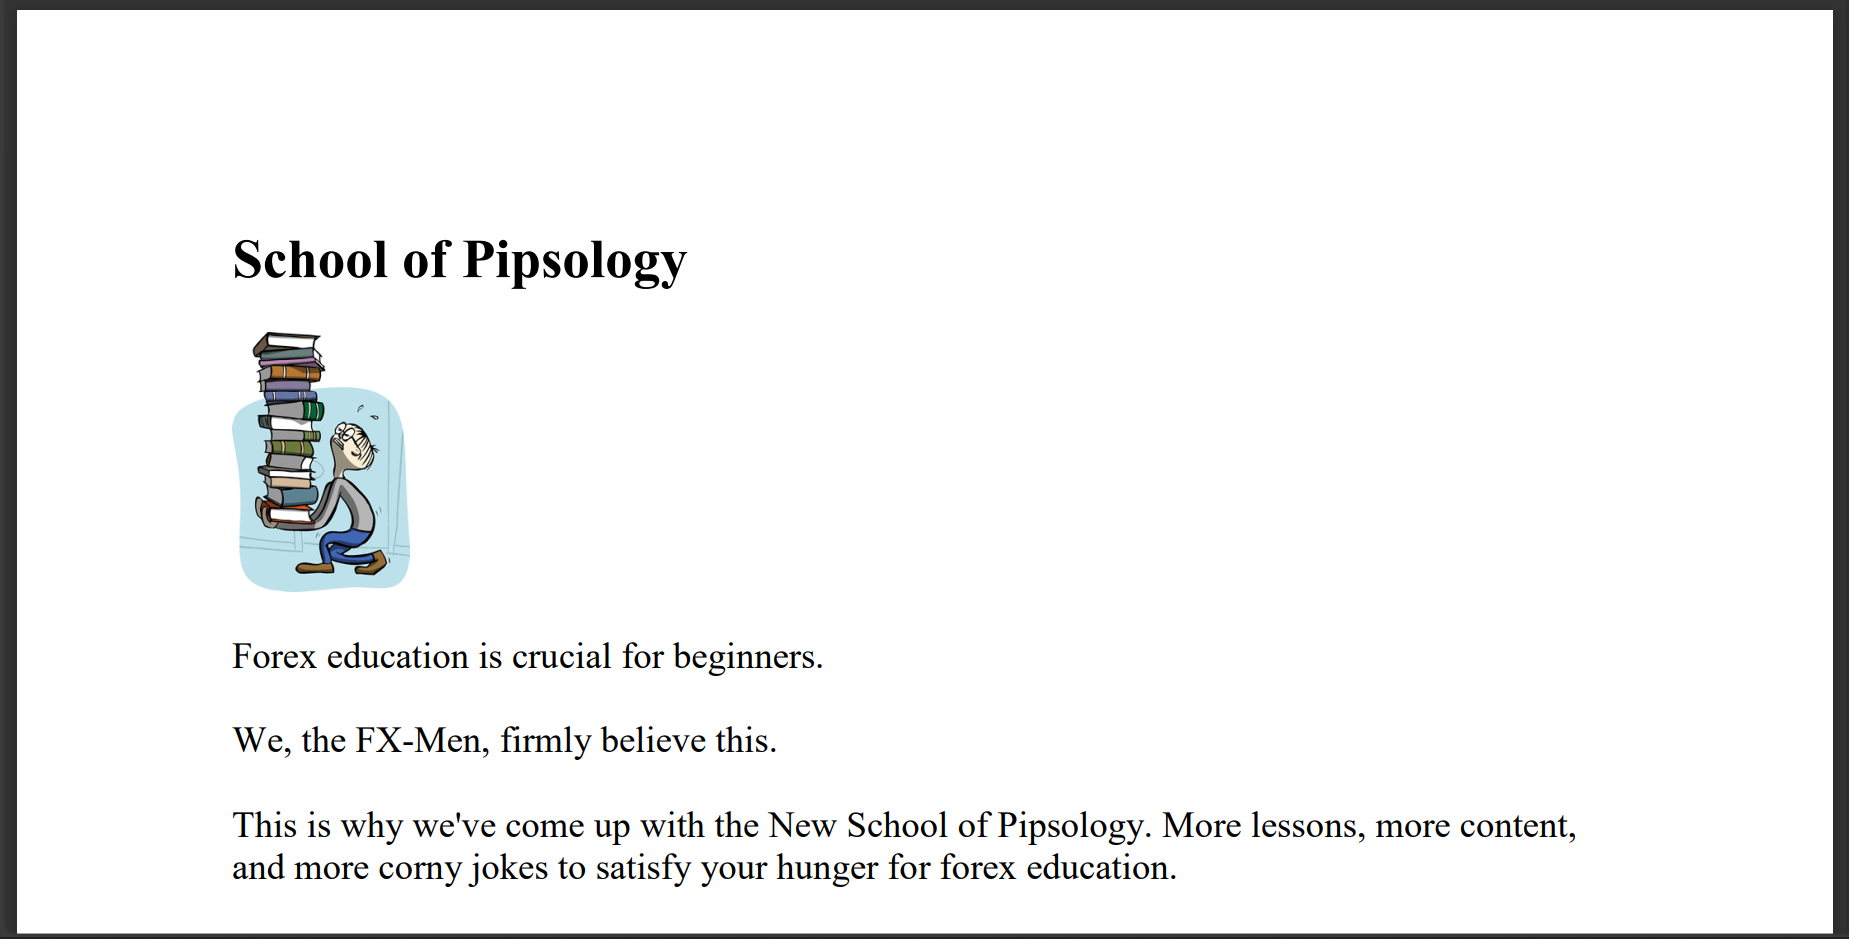 School of Pipsology
Forex education is crucial for beginners.
We, the FX-Men, firmly believe this.
This is why we've come up with the New School of Pipsology. More lessons, more content,
and more corny jokes to satisfy your hunger for forex education.